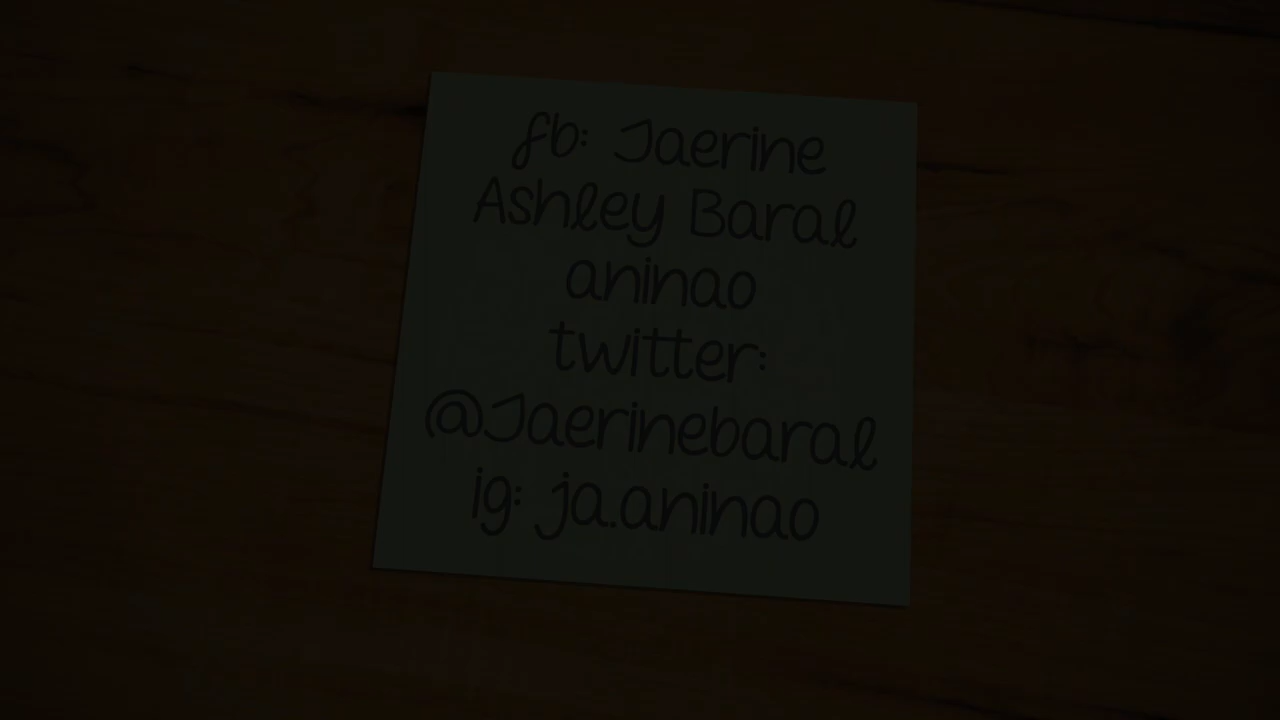 fb: Jaerine
Ashley Baral
aninao
twitter:
@Jaerinebaral
ig: ja.aninao